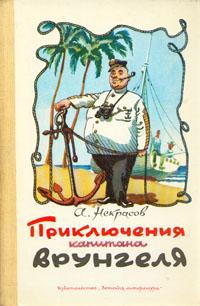 А. Некрасов
Приключения
капитана
Врунгеля
Издательство „Детская литература"